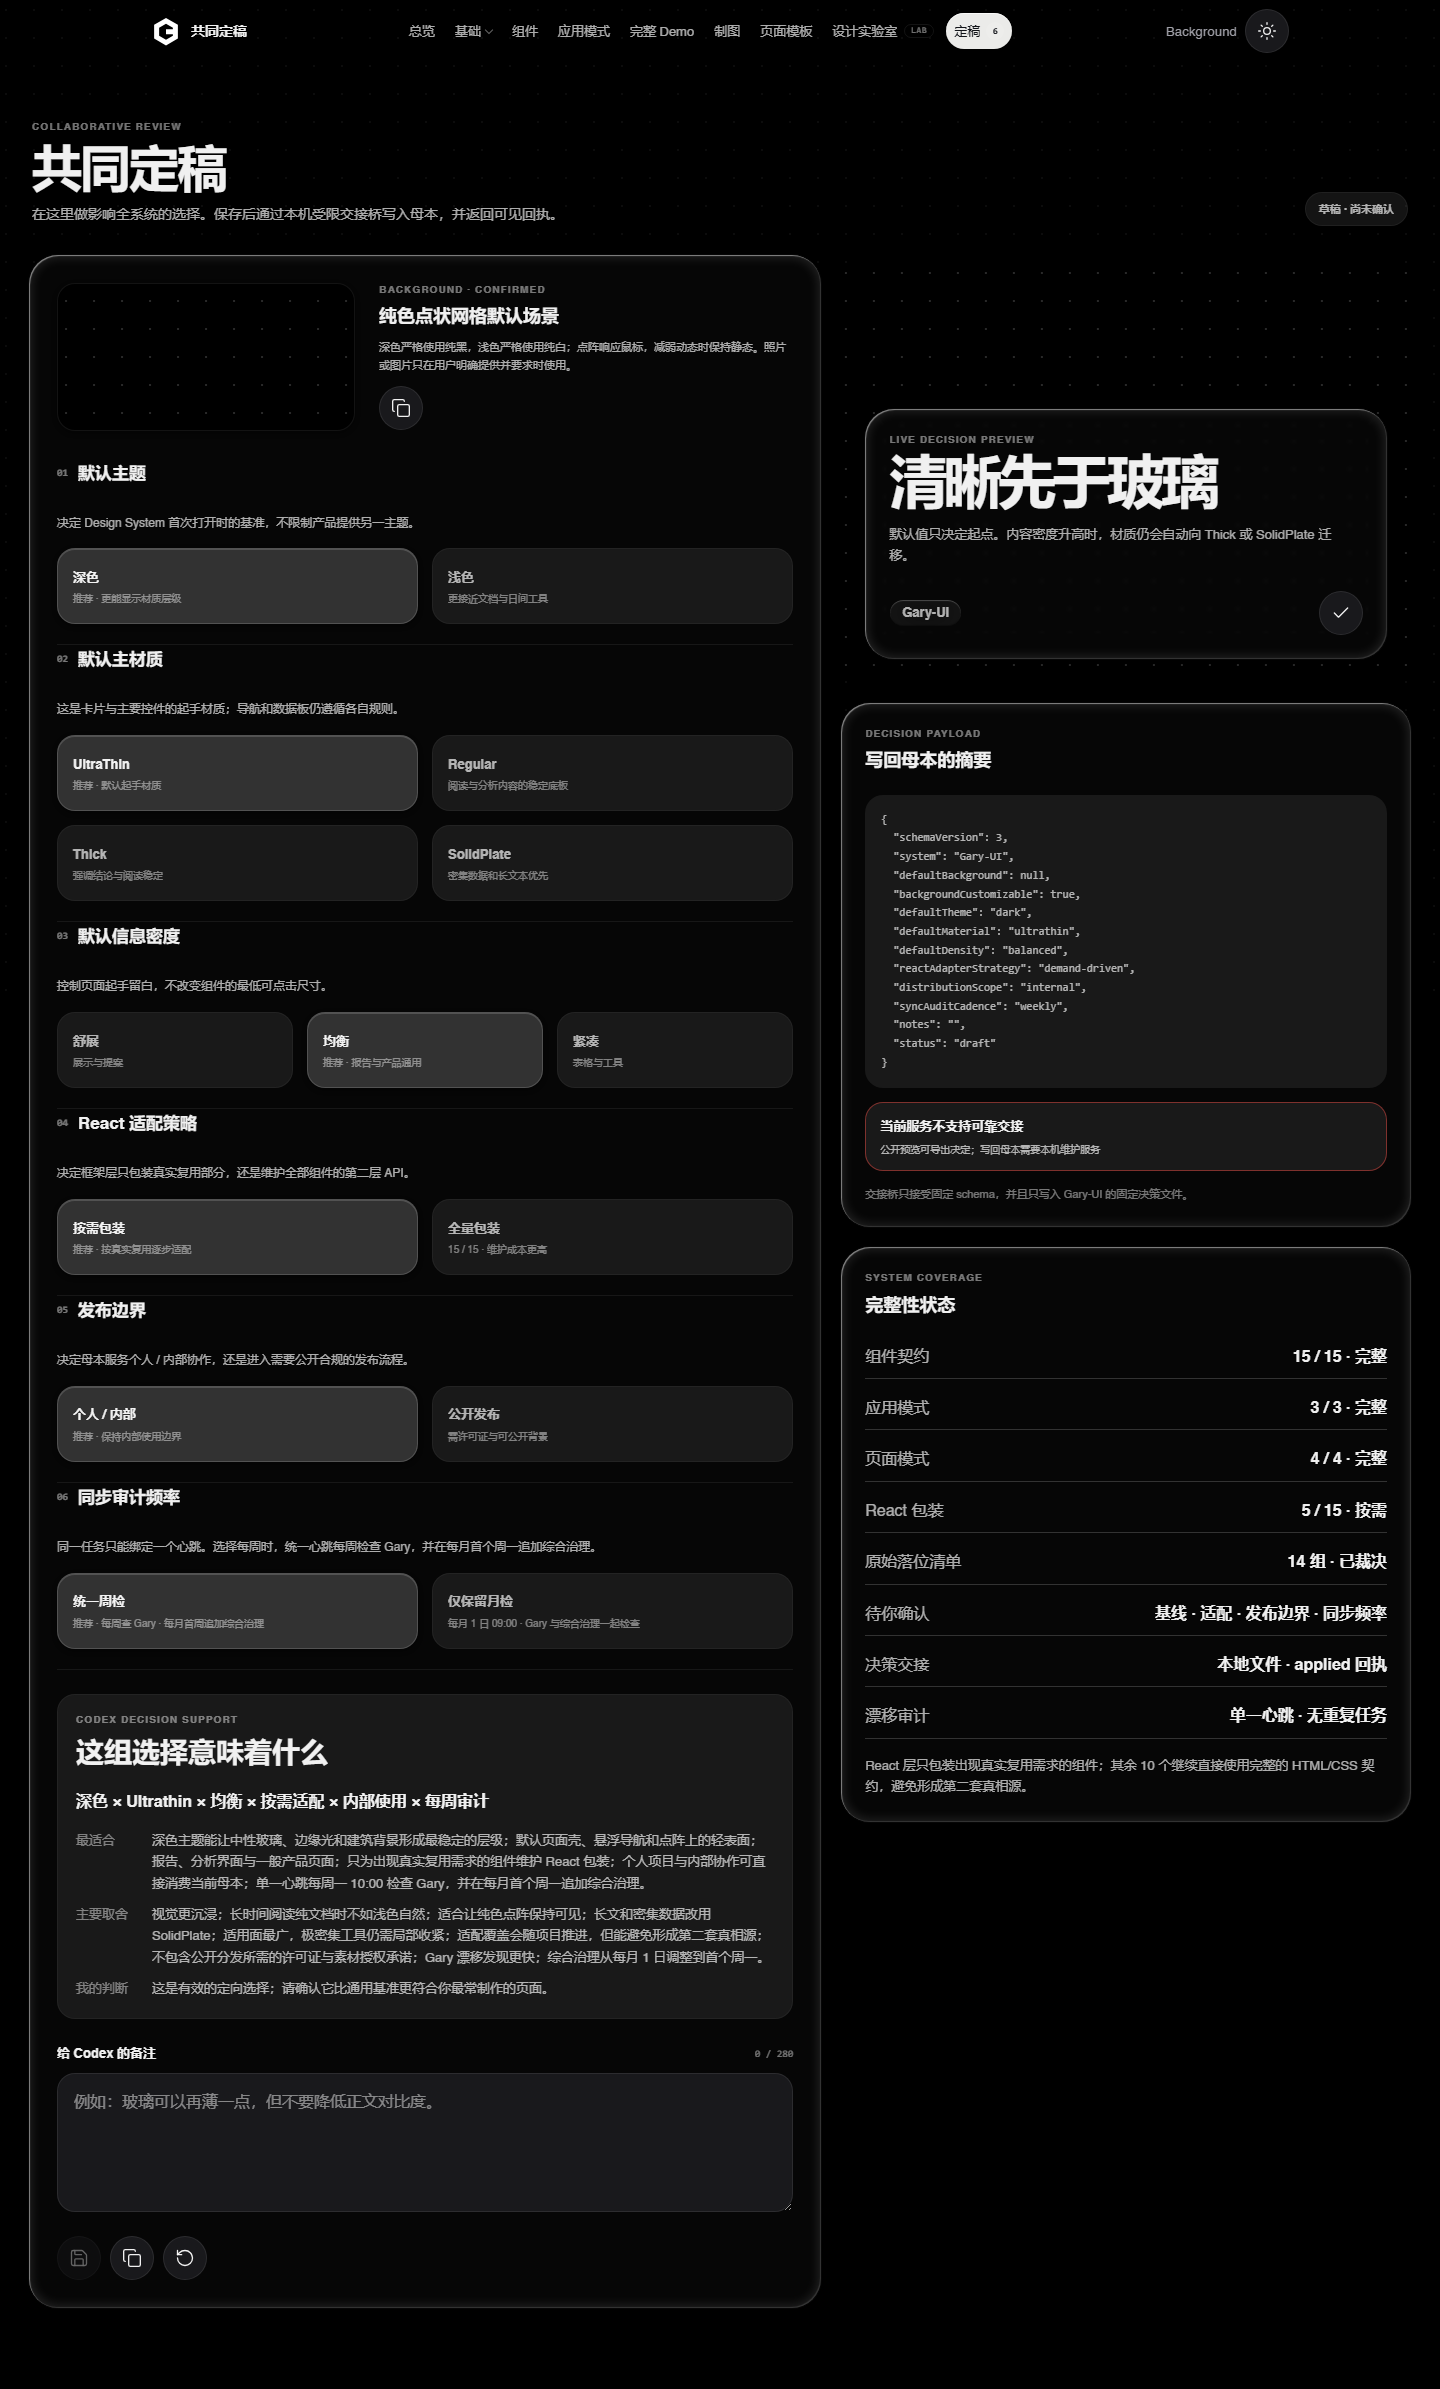 共同定稿
总览 基础 组件 应用模式 完整 Demo 制图 页面模板 设计实验室 LAB 定稿 6
Background
COLLABORATIVE REVIEW
共同定稿
在这里做影响全系统的选择。保存后通过本机受限交接桥写入母本，并返回可见回执。
草稿 · 尚未确认
BACKGROUND · CONFIRMED
纯色点状网格默认场景
深色严格使用纯黑，浅色严格使用纯白；点阵响应鼠标，减弱动态时保持静态。照片
或图片只在用户明确提供并要求时使用。
01 默认主题
决定 Design System 首次打开时的基准，不限制产品提供另一主题。
深色
推荐 · 更能显示材质层级
浅色
更接近文档与日间工具
02 默认主材质
这是卡片与主要控件的起手材质；导航和数据板仍遵循各自规则。
UltraThin
推荐 · 默认起手材质
Regular
阅读与分析内容的稳定底板
Thick
强调结论与阅读稳定
SolidPlate
密集数据和长文本优先
03 默认信息密度
控制页面起手留白，不改变组件的最低可点击尺寸。
舒展
展示与提案
均衡
推荐 · 报告与产品通用
紧凑
表格与工具
04 React 适配策略
决定框架层只包装真实复用部分，还是维护全部组件的第二层 API。
按需包装
推荐 · 按真实复用逐步适配
全量包装
15 / 15 · 维护成本更高
05 发布边界
决定母本服务个人 / 内部协作，还是进入需要公开合规的发布流程。
个人 / 内部
推荐 · 保持内部使用边界
公开发布
需许可证与可公开背景
06 同步审计频率
同一任务只能绑定一个心跳。选择每周时，统一心跳每周检查 Gary，并在每月首个周一追加综合治理。
统一周检
推荐 · 每周查 Gary · 每月首周追加综合治理
仅保留月检
每月 1 日 09:00 · Gary 与综合治理一起检查
CODEX DECISION SUPPORT
这组选择意味着什么
深色 × Ultrathin × 均衡 × 按需适配 × 内部使用 × 每周审计
最适合
深色主题能让中性玻璃、边缘光和建筑背景形成最稳定的层级；默认页面壳、悬浮导航和点阵上的轻表面；
报告、分析界面与一般产品页面；只为出现真实复用需求的组件维护 React 包装；个人项目与内部协作可直
接消费当前母本；单一心跳每周一 10:00 检查 Gary，并在每月首个周一追加综合治理。
主要取舍
视觉更沉浸；长时间阅读纯文档时不如浅色自然；适合让纯色点阵保持可见；长文和密集数据改用
SolidPlate；适用面最广，极密集工具仍需局部收紧；适配覆盖会随项目推进，但能避免形成第二套真相源；
不包含公开分发所需的许可证与素材授权承诺；Gary 漂移发现更快；综合治理从每月 1 日调整到首个周一。
我的判断
这是有效的定向选择；请确认它比通用基准更符合你最常制作的页面。
给 Codex 的备注
0 / 280
例如：玻璃可以再薄一点，但不要降低正文对比度。
LIVE DECISION PREVIEW
清晰先于玻璃
默认值只决定起点。内容密度升高时，材质仍会自动向 Thick 或 SolidPlate 迁
移。
Gary-UI
DECISION PAYLOAD
写回母本的摘要
{
"schemaVersion": 3,
"system": "Gary-UI",
"defaultBackground": null,
"backgroundCustomizable": true,
"defaultTheme": "dark",
"defaultMaterial": "ultrathin",
"defaultDensity": "balanced",
"reactAdapterStrategy": "demand-driven",
"distributionScope": "internal",
"syncAuditCadence": "weekly",
"notes": "",
"status": "draft"
}
当前服务不支持可靠交接
公开预览可导出决定；写回母本需要本机维护服务
交接桥只接受固定 schema，并且只写入 Gary-UI 的固定决策文件。
SYSTEM COVERAGE
完整性状态
组件契约 15 / 15 · 完整
应用模式 3 / 3 · 完整
页面模式 4 / 4 · 完整
React 包装 5 / 15 · 按需
原始落位清单 14 组 · 已裁决
待你确认 基线 · 适配 · 发布边界 · 同步频率
决策交接 本地文件 · applied 回执
漂移审计 单一心跳 · 无重复任务
React 层只包装出现真实复用需求的组件；其余 10 个继续直接使用完整的 HTML/CSS 契
约，避免形成第二套真相源。